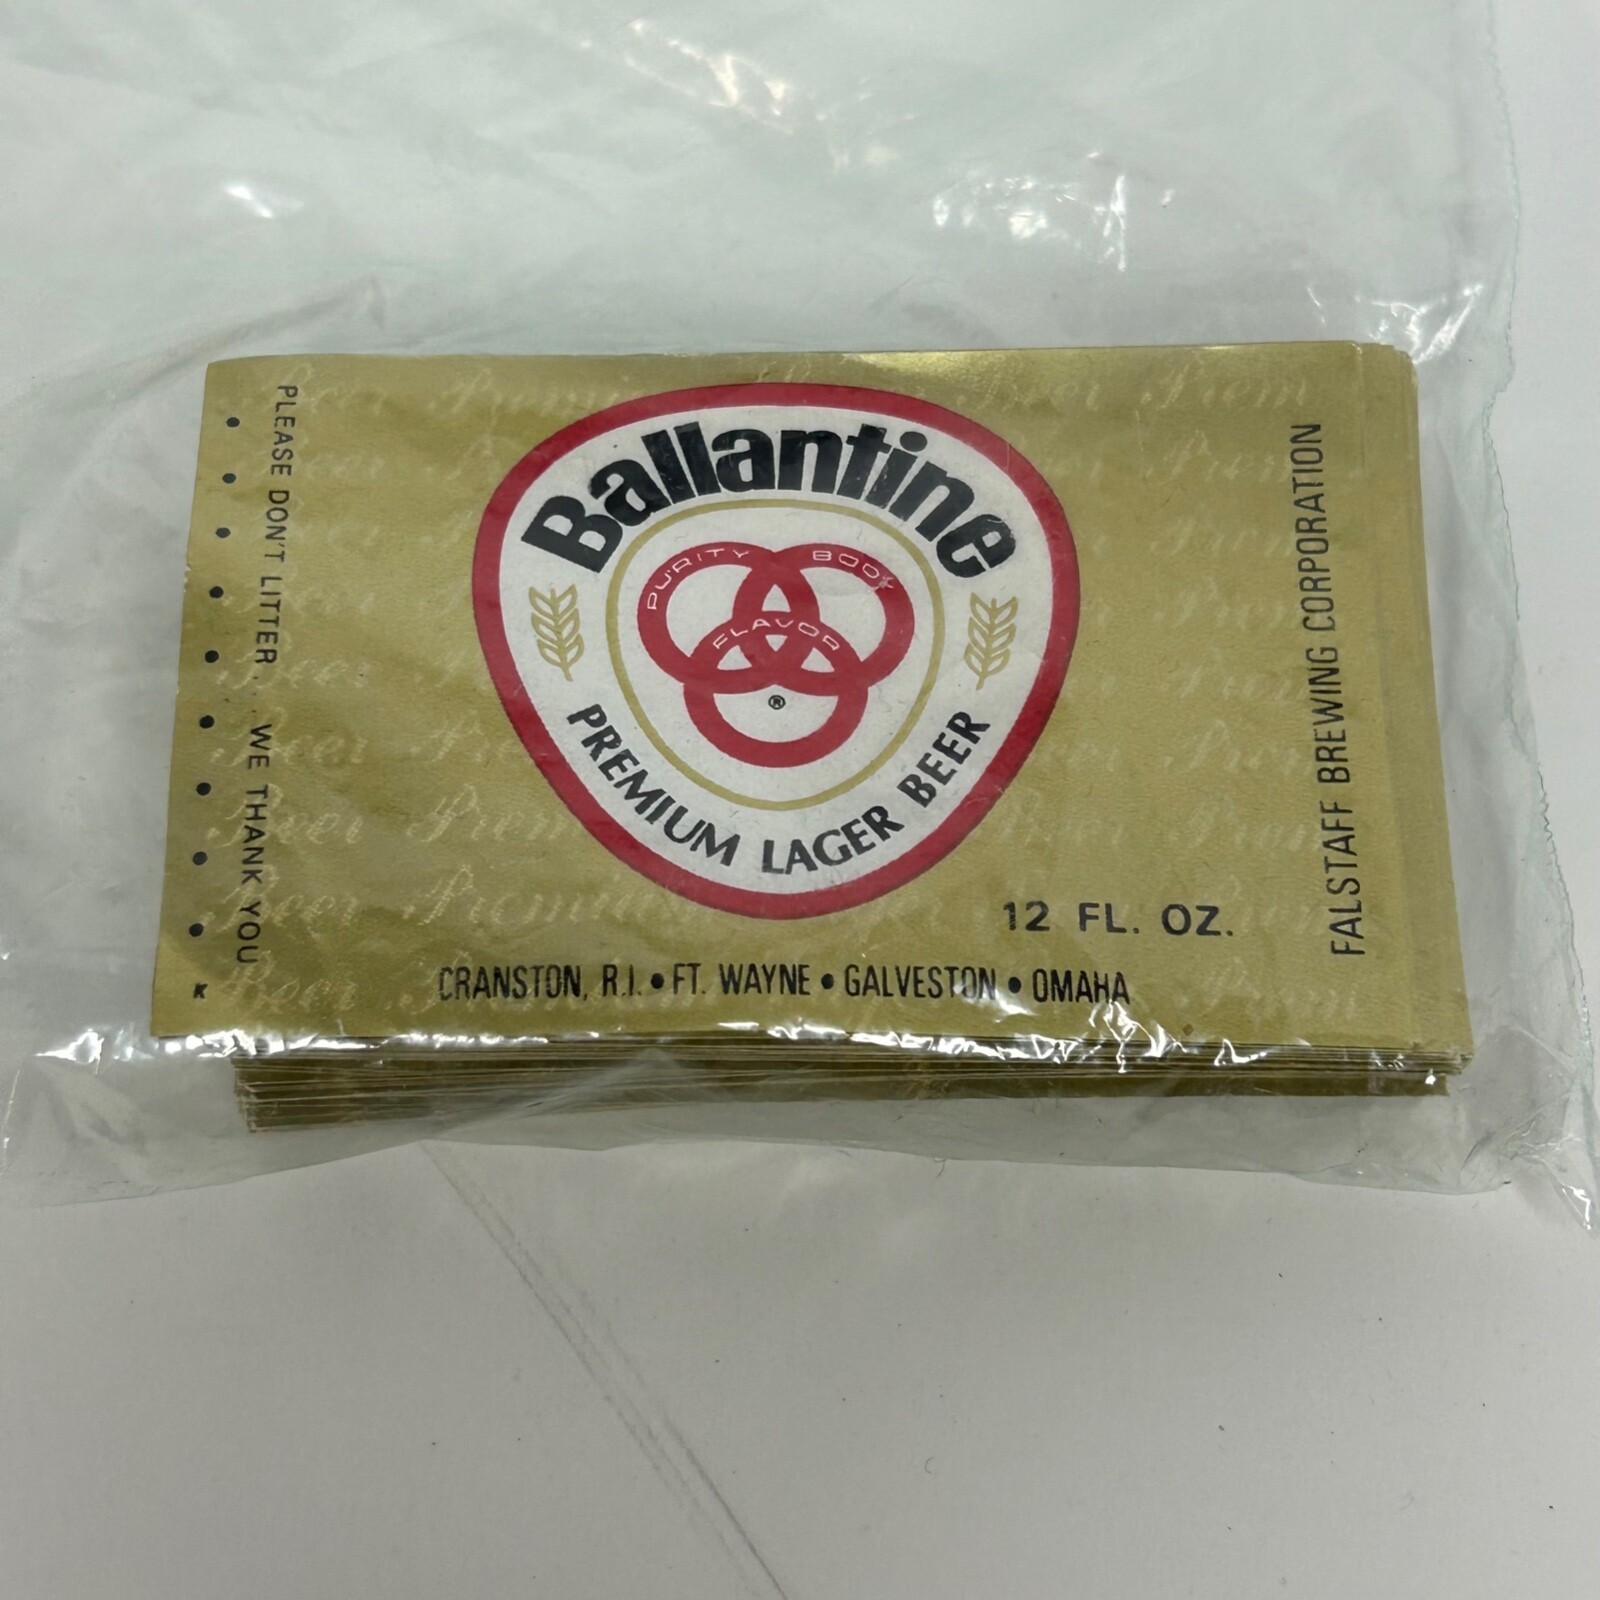 PLEASE DON'T LITTER... WE THANK YOU
K
Ballantine
PURITY
BODY
FLAVOR
®
PREMIUM LAGER BEER
12 FL. OZ.
CRANSTON, R.I. • FT. WAYNE • GALVESTON • OMAHA
FALSTAFF BREWING CORPORATION